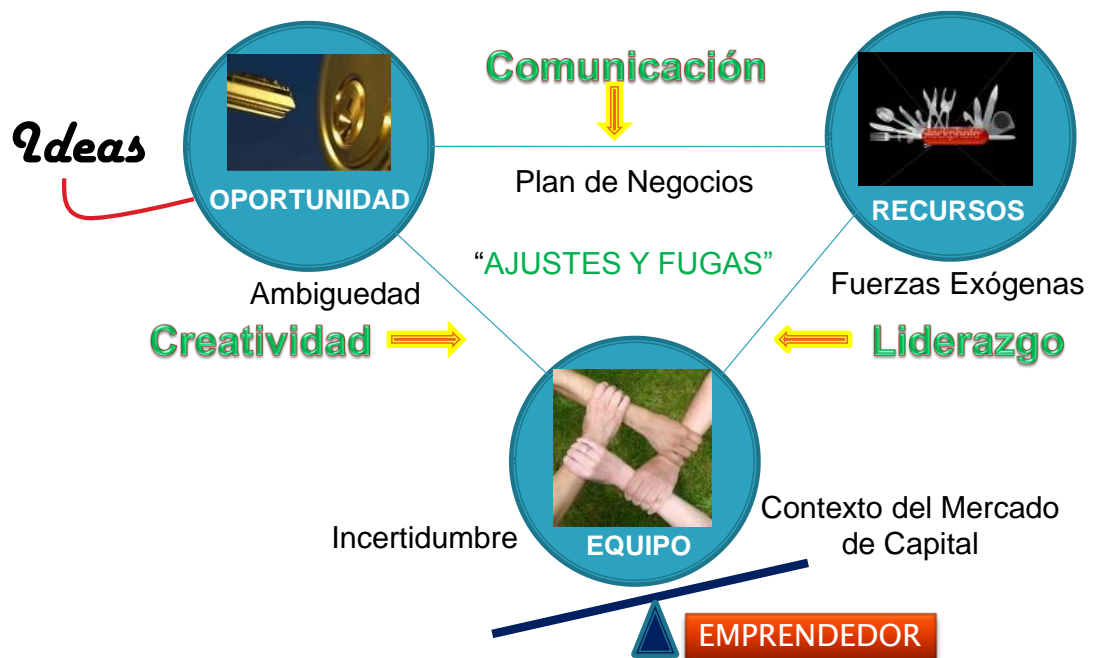 Comunicación
Ideas
OPORTUNIDAD
iStockphoto
Plan de Negocios
RECURSOS
“AJUSTES Y FUGAS”
Ambiguedad
Fuerzas Exógenas
Creatividad
Liderazgo
Incertidumbre
EQUIPO
Contexto del Mercado
de Capital
EMPRENDEDOR